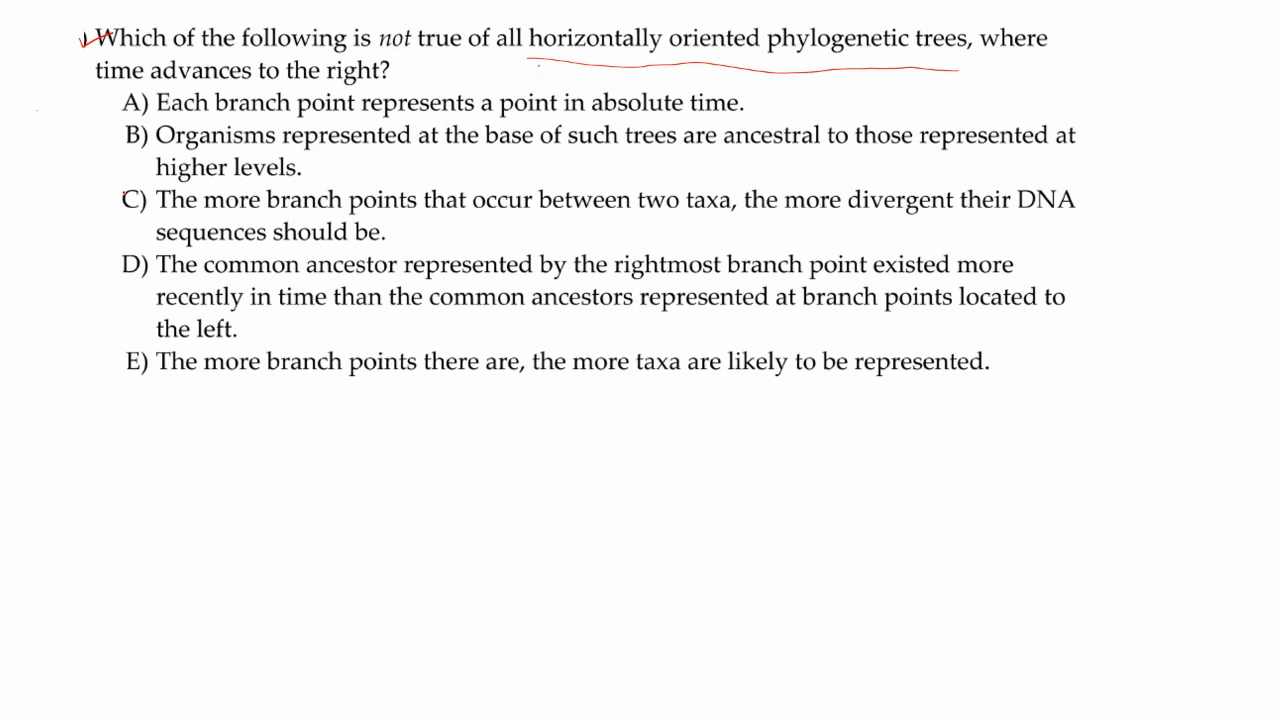 Which of the following is not true of all horizontally oriented phylogenetic trees, where
time advances to the right?
A) Each branch point represents a point in absolute time.
B) Organisms represented at the base of such trees are ancestral to those represented at
higher levels.
C) The more branch points that occur between two taxa, the more divergent their DNA
sequences should be.
D) The common ancestor represented by the rightmost branch point existed more
recently in time than the common ancestors represented at branch points located to
the left.
E) The more branch points there are, the more taxa are likely to be represented.